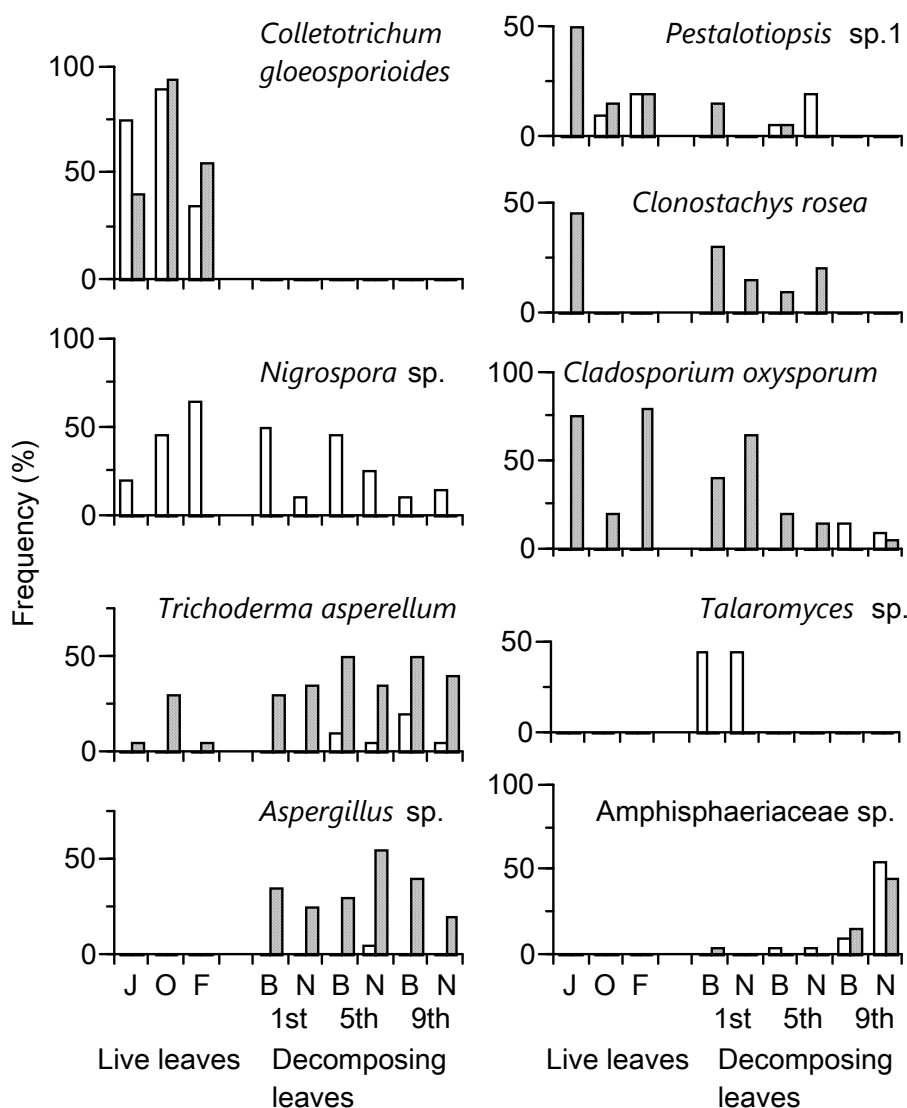 Colletotrichum
gloeosporioides
100
50
0
Pestalotiopsis sp.1
50
0
Clonostachys rosea
50
0
Nigrospora sp.
100
50
0
Cladosporium oxysporum
100
50
0
Frequency (%)
Trichoderma asperellum
50
0
Talaromyces sp.
50
0
Aspergillus sp.
50
0
Amphisphaeriaceae sp.
100
50
0
J O F B N B N B N
1st 5th 9th
Live leaves Decomposing
leaves
J O F B N B N B N
1st 5th 9th
Live leaves Decomposing
leaves